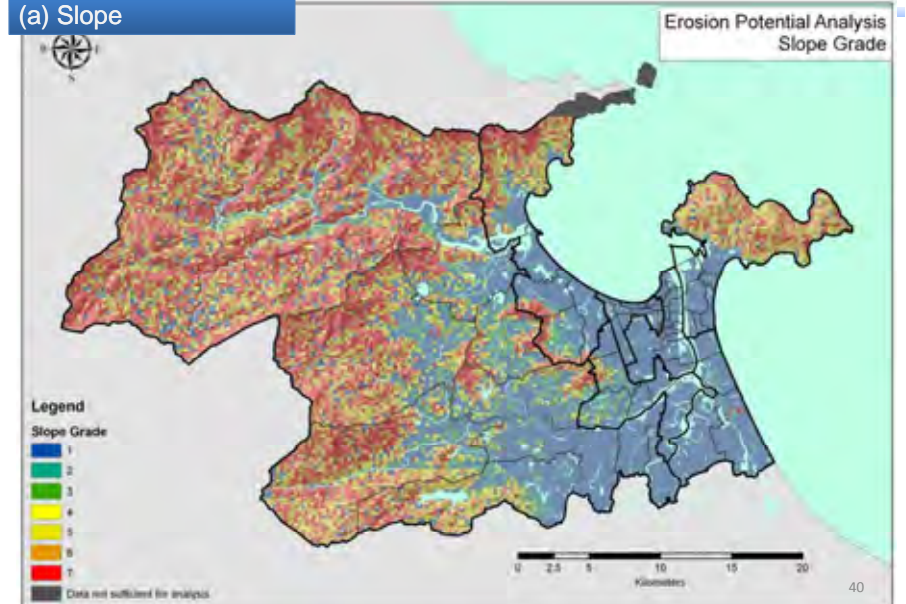 (a) Slope
Erosion Potential Analysis
Slope Grade
E
S
Legend
Slope Grade
1
2
3
4
5
6
7
Data not sufficient for analysis
0 2.5 5 10 15 20
Kilometers
40